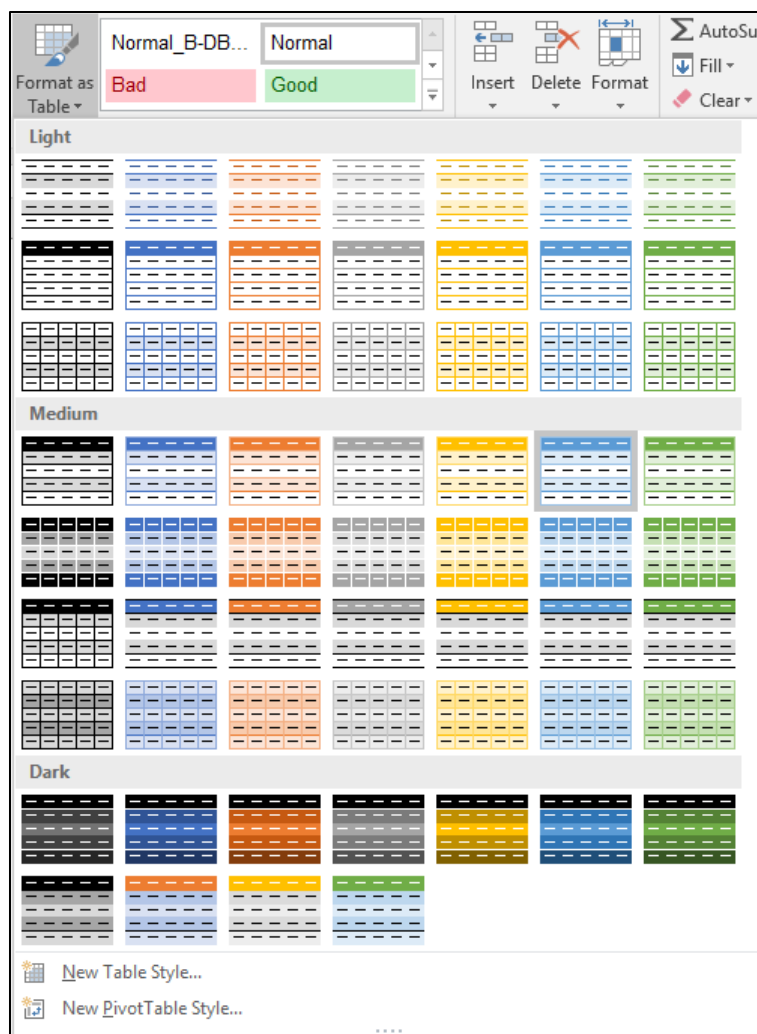 Format as
Table
Normal_B-DB...
Normal
Bad
Good
Insert
Delete
Format
AutoSu
Fill
Clear
Light
Medium
Dark
New Table Style...
New PivotTable Style...